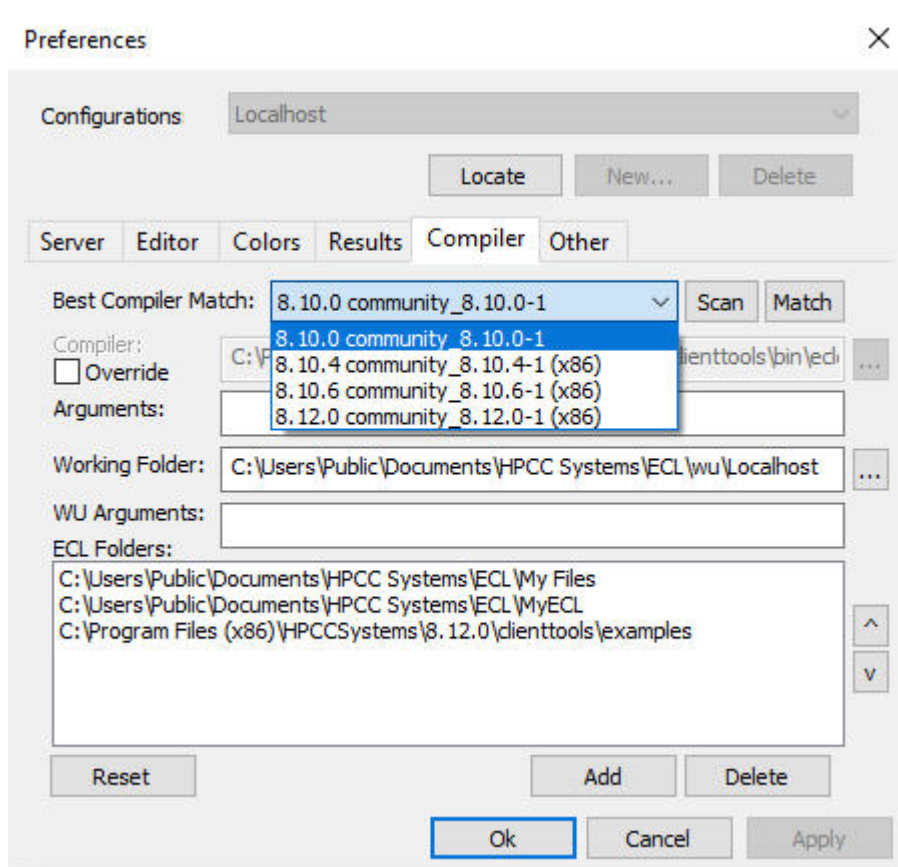 Preferences
Configurations Localhost
Locate New... Delete
Server Editor Colors Results Compiler Other
Best Compiler Match: 8.10.0 community_8.10.0-1 Scan Match
8.10.0 community_8.10.0-1
Compiler:
8.10.4 community_8.10.4-1 (x86)
Override
8.10.6 community_8.10.6-1 (x86)
Arguments:
8.12.0 community_8.12.0-1 (x86)
Working Folder: C:\Users\Public\Documents\HPCC Systems\ECL\wu\Localhost ...
WU Arguments:
ECL Folders:
C:\Users\Public\Documents\HPCC Systems\ECL\My Files
C:\Users\Public\Documents\HPCC Systems\ECL\MyECL
C:\Program Files (x86)\HPCCSystems\8.12.0\clienttools\examples
^
v
Reset Add Delete
Ok Cancel Apply